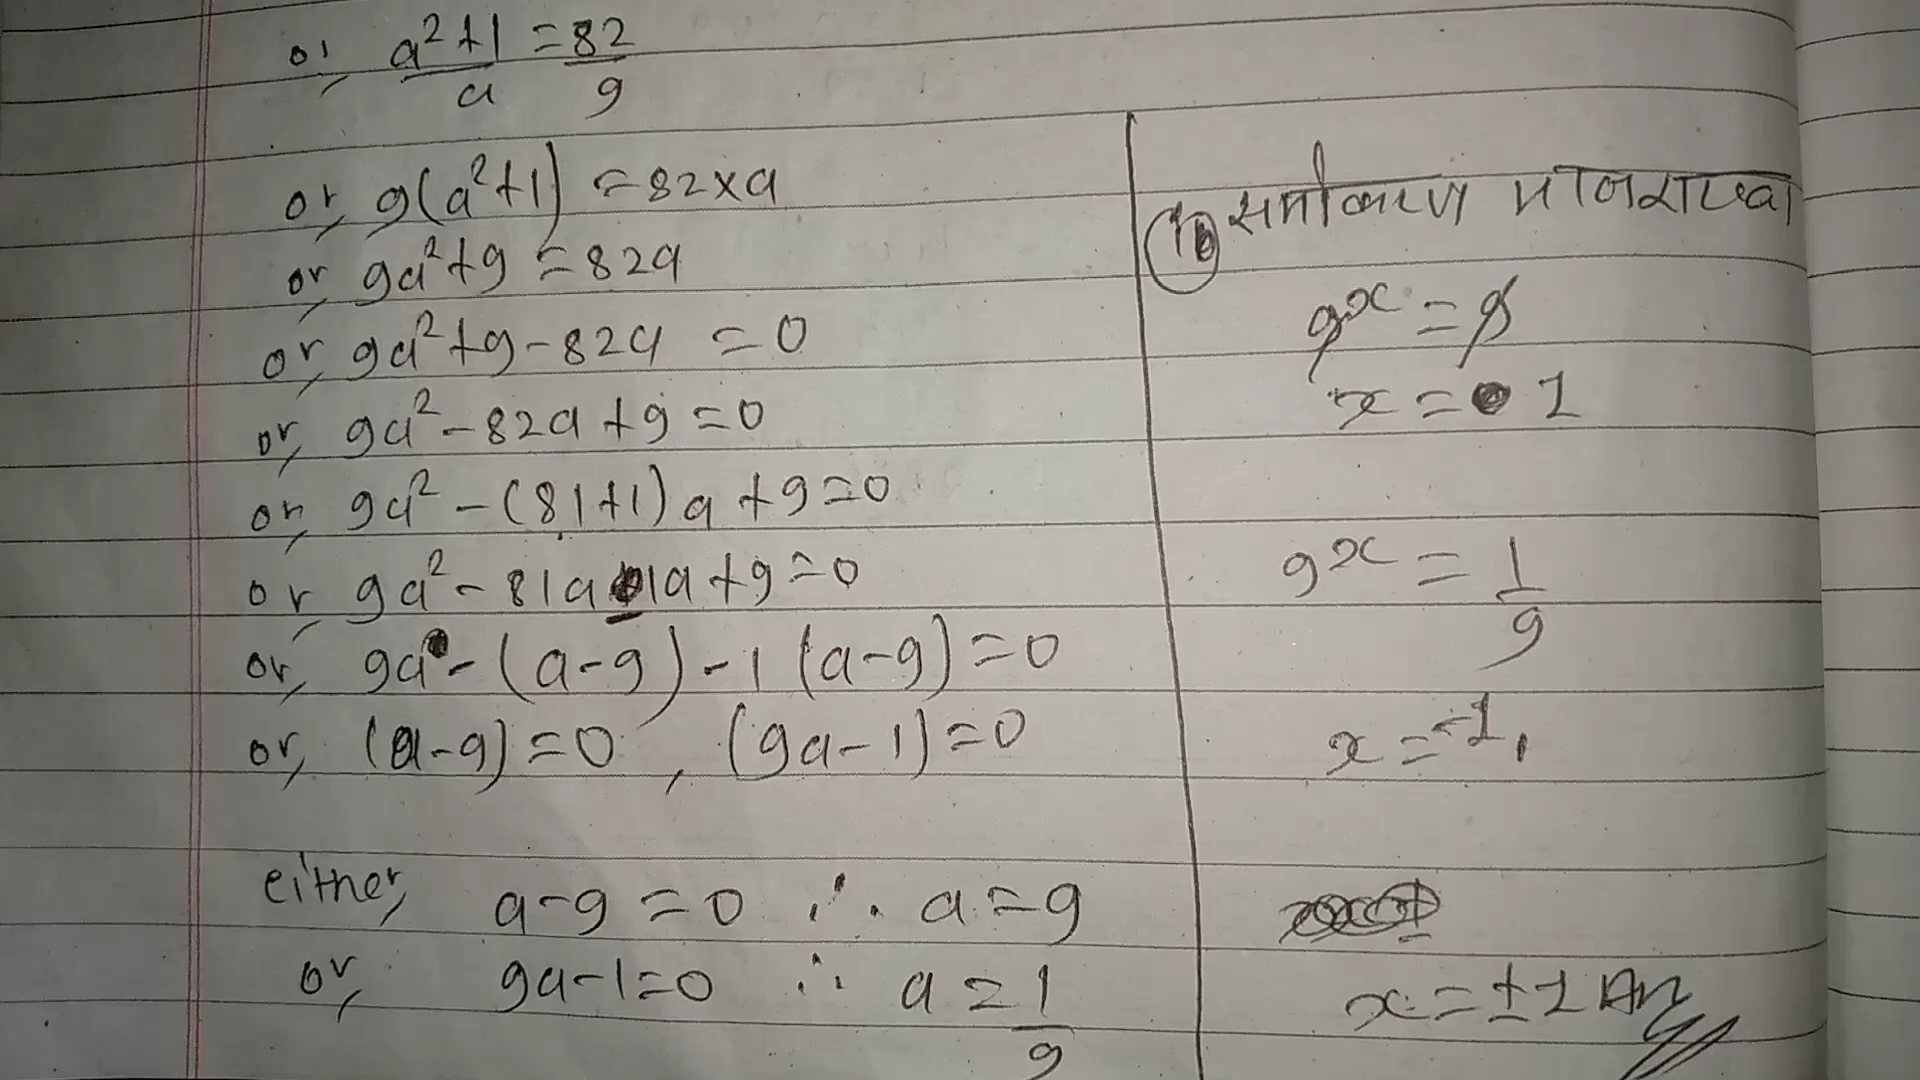 or, a²+1/a = 82/9
or, 9(a²+1) = 82×a
or, 9a²+9 = 82a
or, 9a²+9-82a = 0
or, 9a²-82a+9=0
or, 9a²-(81+1)a+9=0
or, 9a²-81a-1a+9=0
or, 9a-(a-9)-1(a-9)=0
or, (a-9)=0, (9a-1)=0
either, a-9=0 ∴ a=9
or, 9a-1=0 ∴ a=1/9
समीकरण मा
9^x = 9
x = 1
9^x = 1/9
x = -1,
x = ±1 Ans